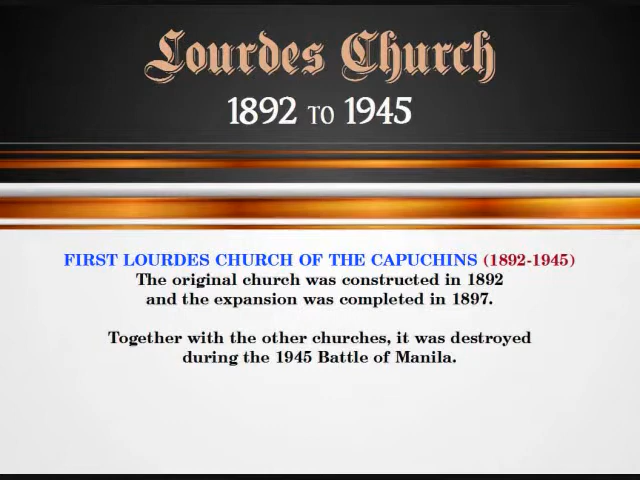 Lourdes Church
1892 TO 1945
FIRST LOURDES CHURCH OF THE CAPUCHINS (1892-1945)
The original church was constructed in 1892
and the expansion was completed in 1897.
Together with the other churches, it was destroyed
during the 1945 Battle of Manila.